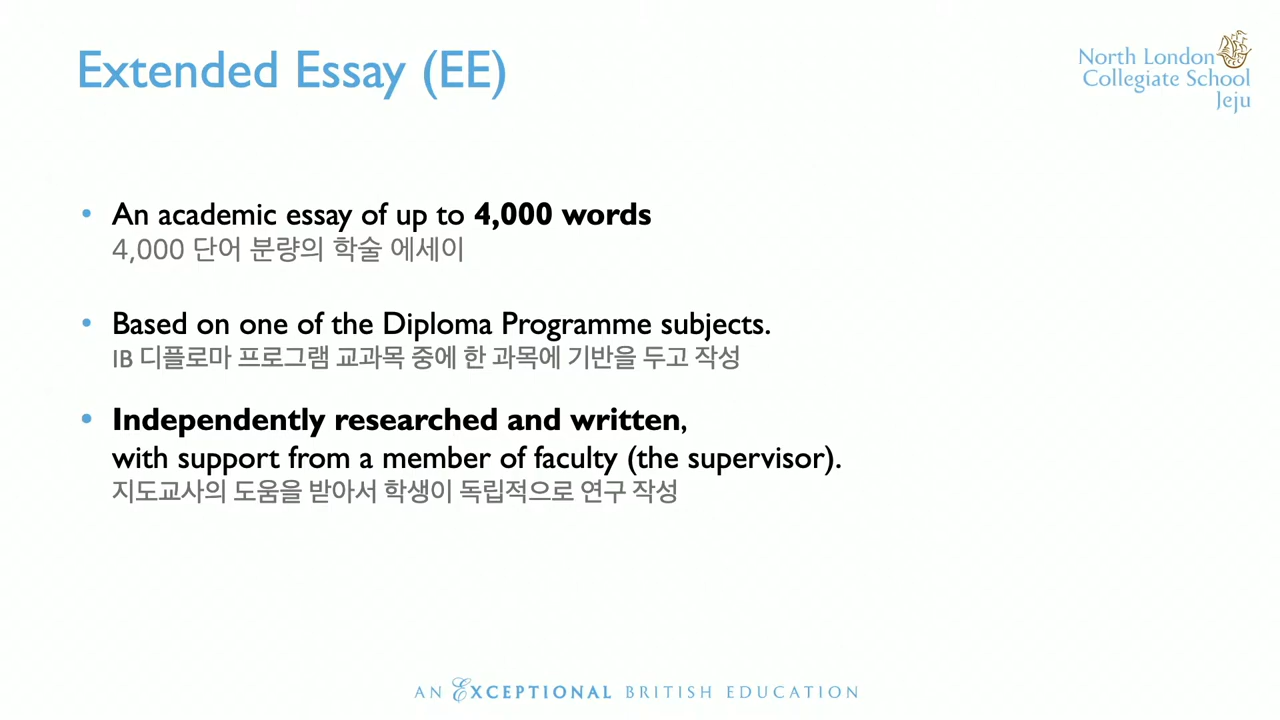 Extended Essay (EE)
North London
Collegiate School
Jeju
• An academic essay of up to 4,000 words
4,000 단어 분량의 학술 에세이
• Based on one of the Diploma Programme subjects.
IB 디플로마 프로그램 교과목 중에 한 과목에 기반을 두고 작성
• Independently researched and written,
with support from a member of faculty (the supervisor).
지도교사의 도움을 받아서 학생이 독립적으로 연구 작성
AN EXCEPTIONAL BRITISH EDUCATION